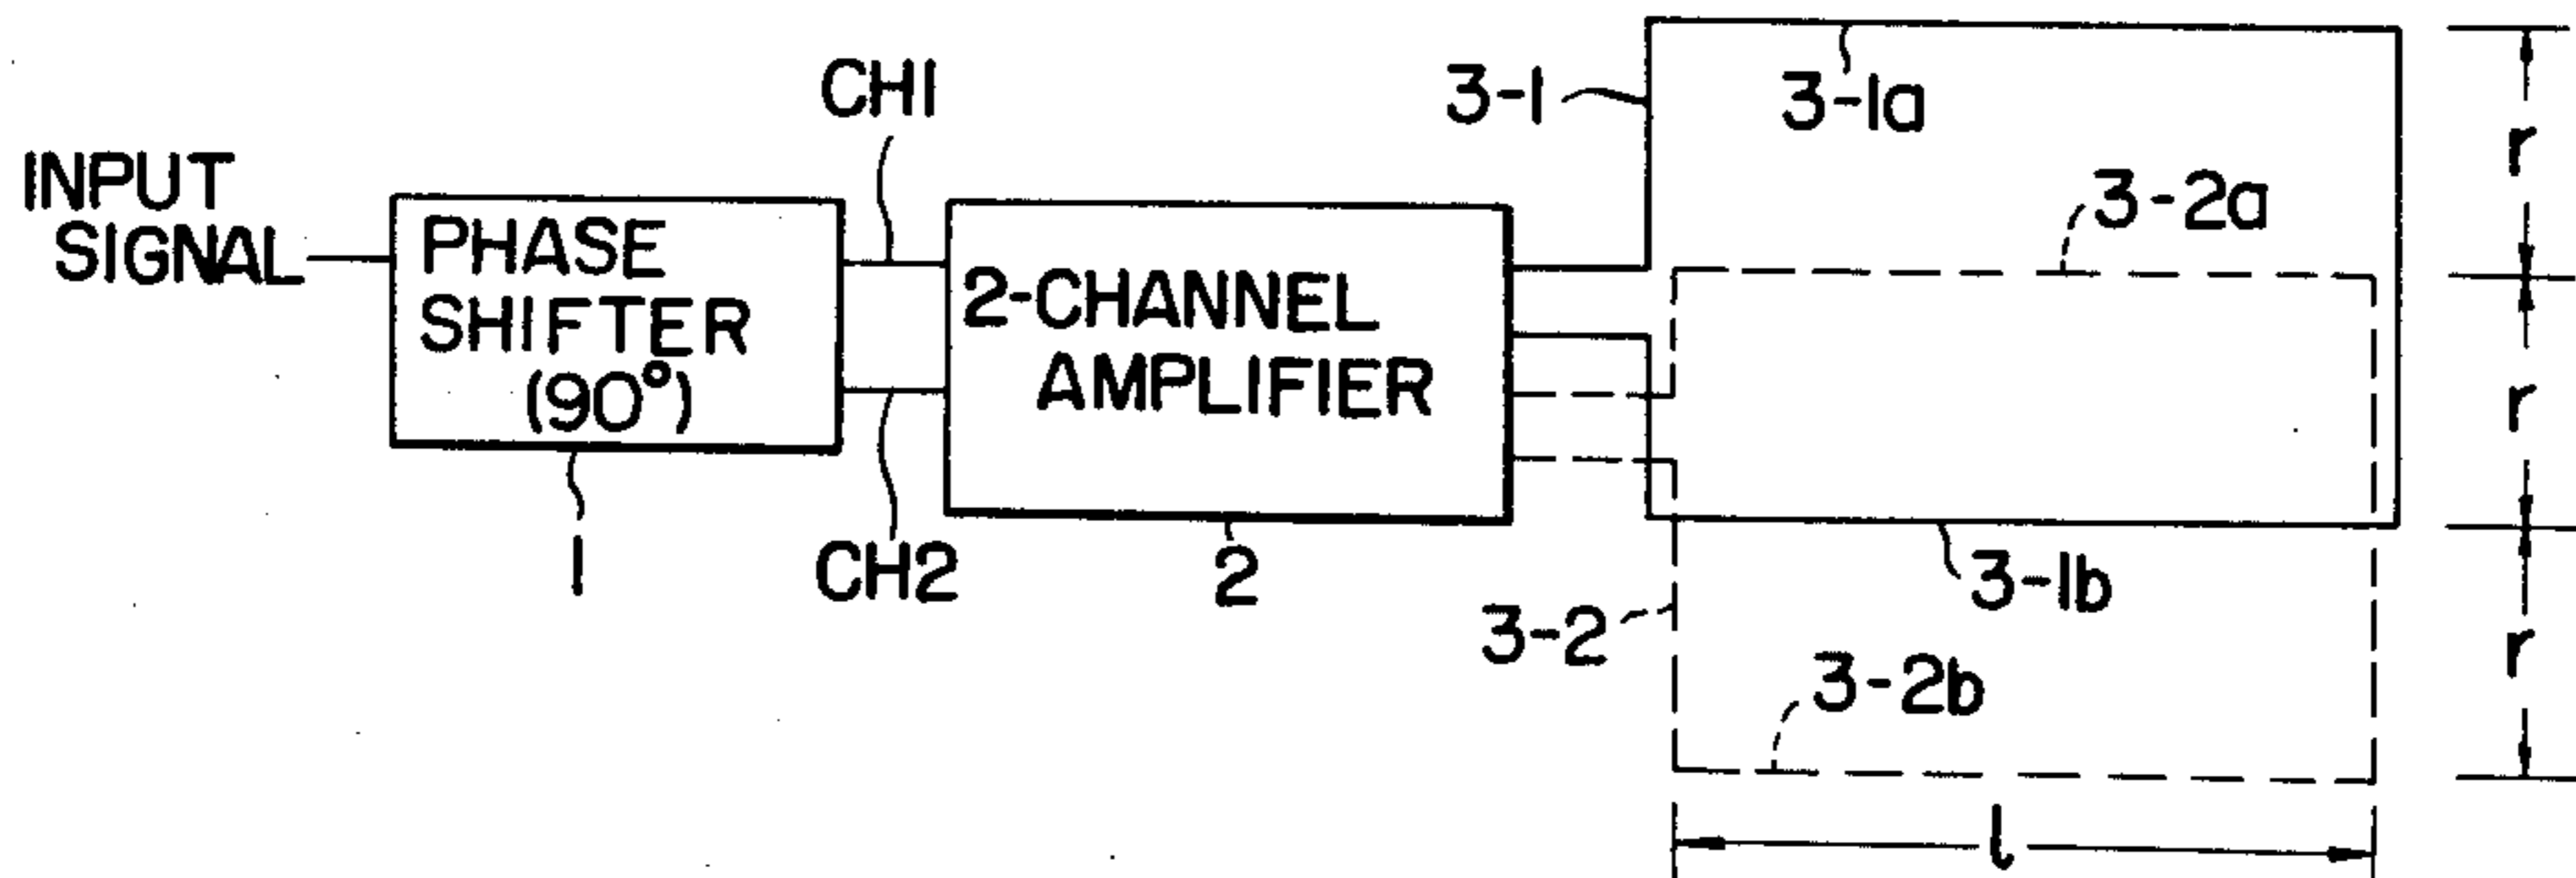 INPUT
SIGNAL
PHASE
SHIFTER
(90°)
1
CH1
CH2
2-CHANNEL
AMPLIFIER
2
3-1
3-1a
3-2a
3-1b
3-2
3-2b
r
r
r
l